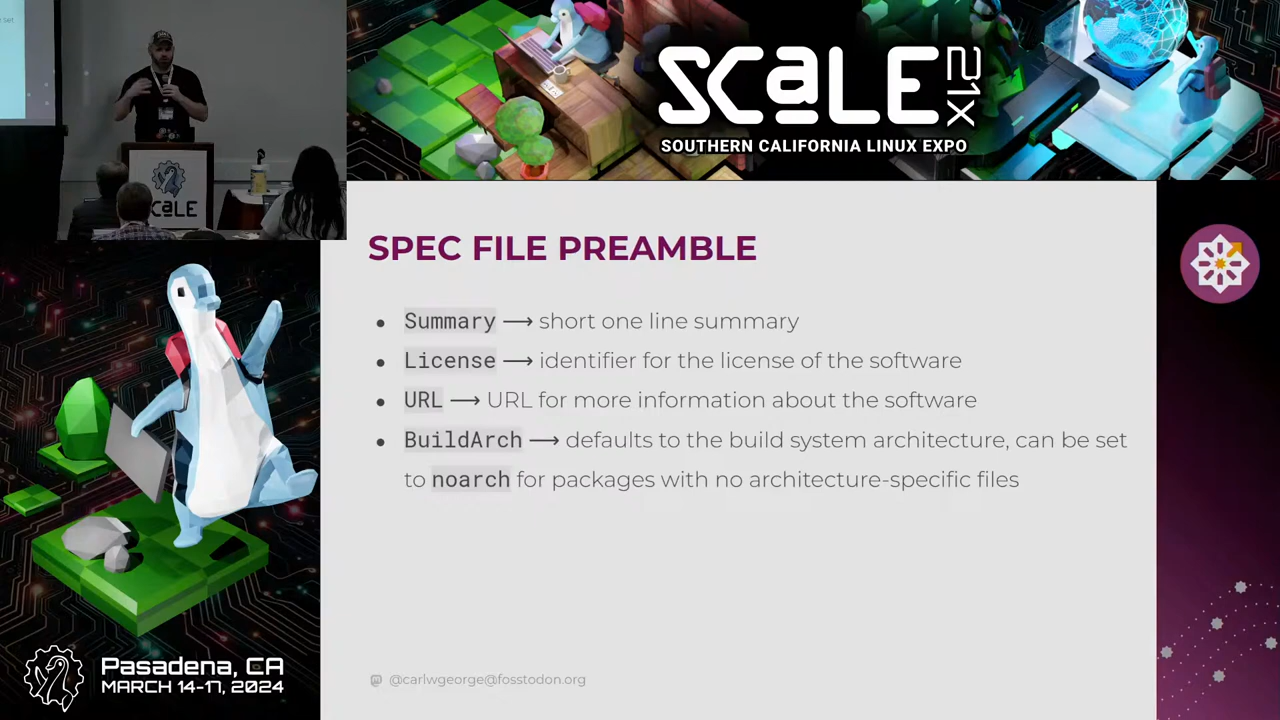 SCaLE 21x
SOUTHERN CALIFORNIA LINUX EXPO
SCaLE
SPEC FILE PREAMBLE
• Summary ⟶ short one line summary
• License ⟶ identifier for the license of the software
• URL ⟶ URL for more information about the software
• BuildArch ⟶ defaults to the build system architecture, can be set
to noarch for packages with no architecture-specific files
@carlwgeorge@fosstodon.org
Pasadena, CA
MARCH 14-17, 2024